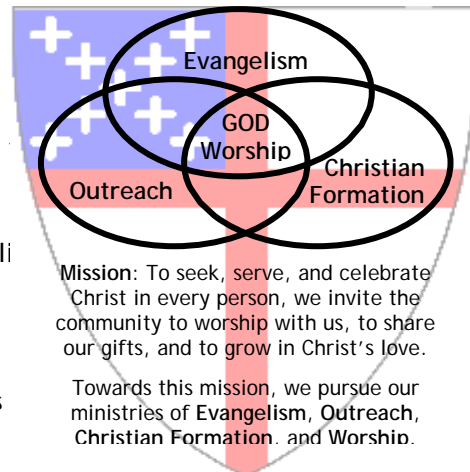 Evangelism
GOD
Worship
Outreach
Christian
Formation
li
Mission: To seek, serve, and celebrate
Christ in every person, we invite the
community to worship with us, to share
our gifts, and to grow in Christ's love.
s
Towards this mission, we pursue our
ministries of Evangelism, Outreach,
Christian Formation, and Worship.